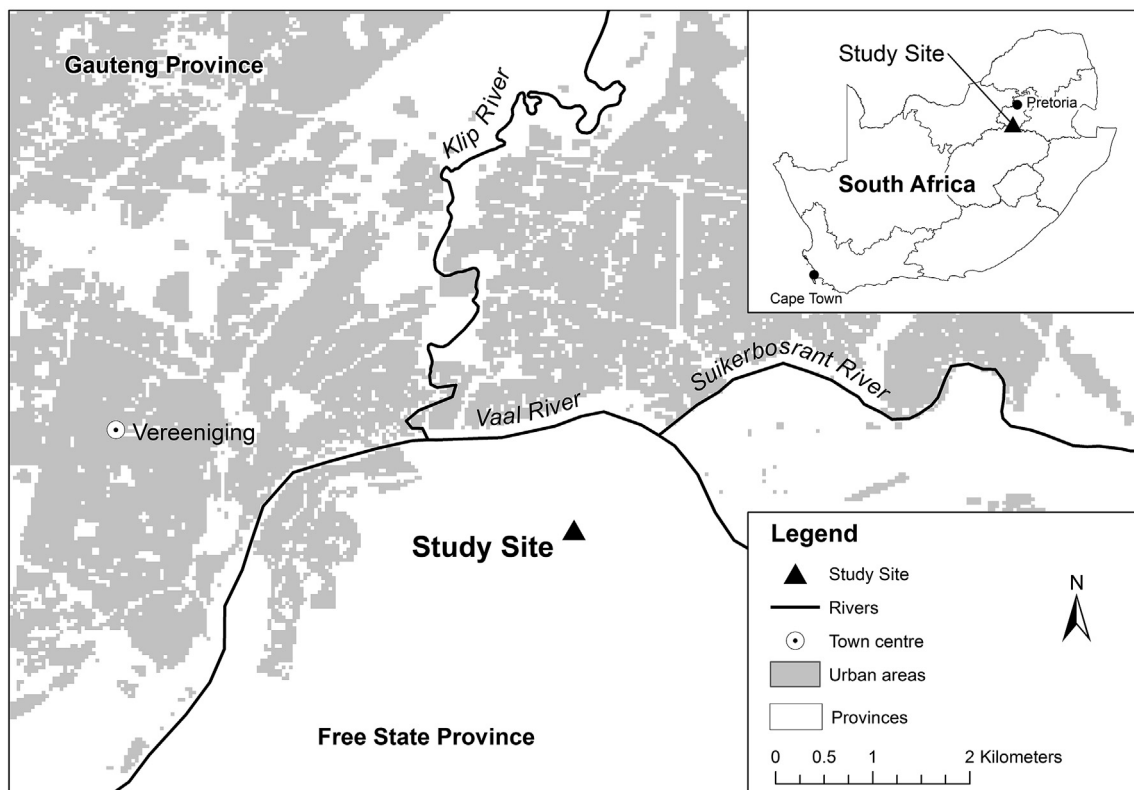 Gauteng Province
Klip River
Study Site
Pretoria
South Africa
Cape Town
Suikerbosrant River
Vaal River
Vereeniging
Study Site
Free State Province
Legend
Study Site
Rivers
Town centre
Urban areas
Provinces
N
0 0.5 1 2 Kilometers